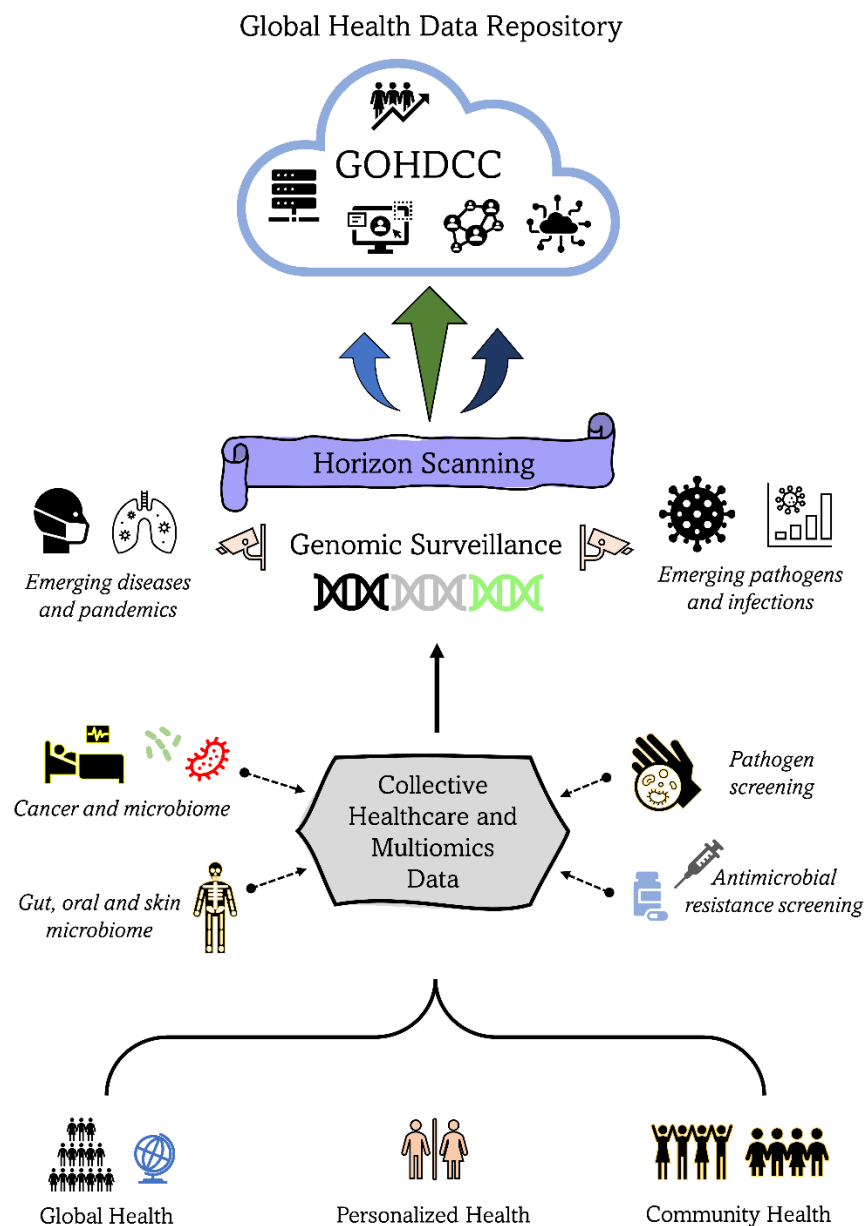 Global Health Data Repository
GOHDCC
Horizon Scanning
Genomic Surveillance
Emerging diseases
and pandemics
Emerging pathogens
and infections
Cancer and microbiome
Collective
Healthcare and
Multiomics
Data
Pathogen
screening
Gut, oral and skin
microbiome
Antimicrobial
resistance screening
Global Health
Personalized Health
Community Health